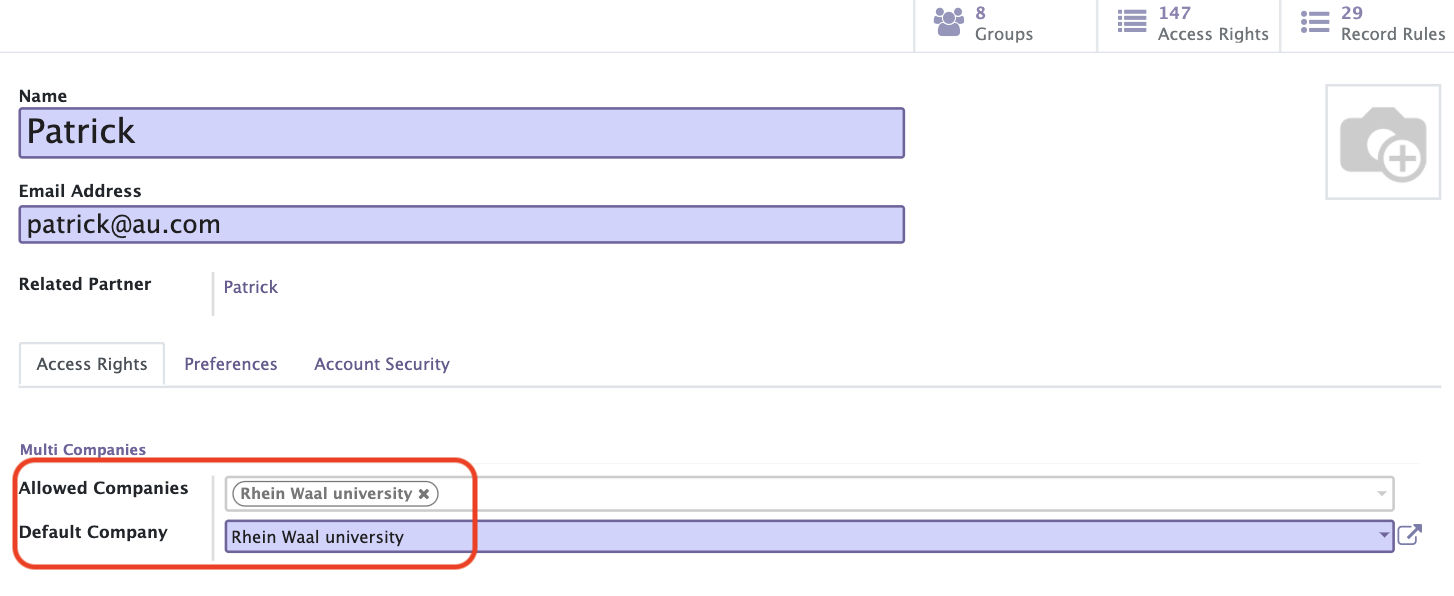 8
Groups
147
Access Rights
29
Record Rules
Name
Patrick
Email Address
patrick@au.com
Related Partner
Patrick
Access Rights
Preferences
Account Security
Multi Companies
Allowed Companies
Rhein Waal university ×
Default Company
Rhein Waal university